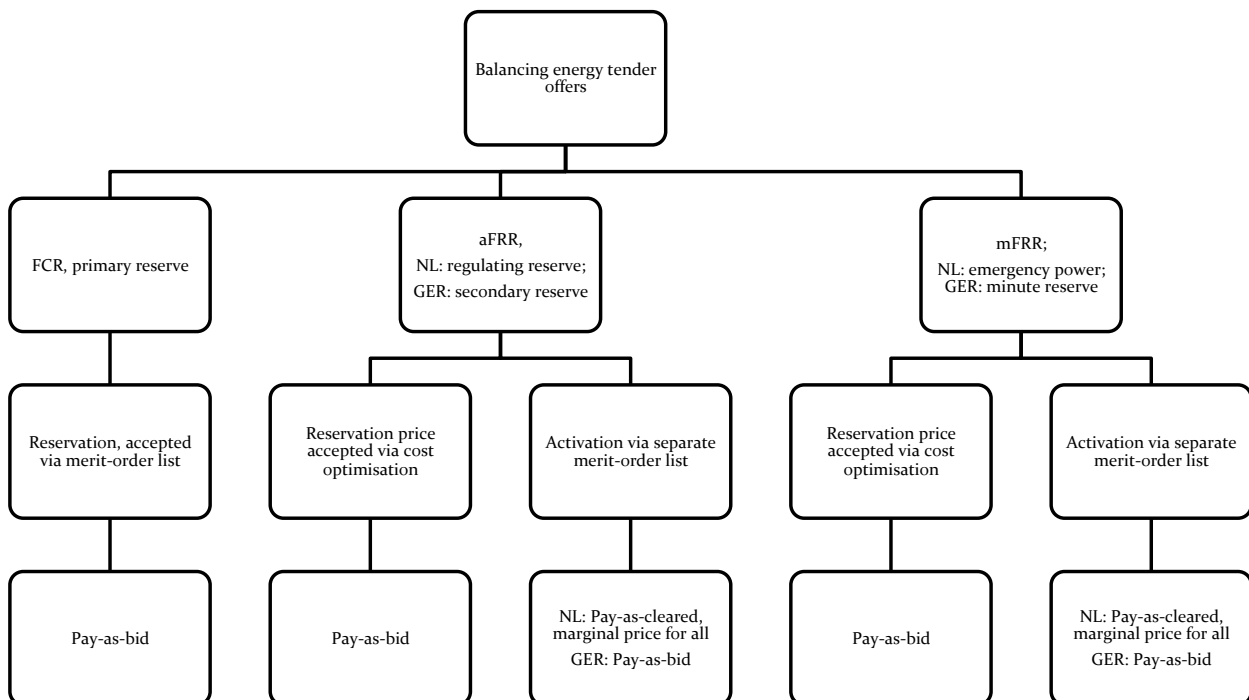 Balancing energy tender
offers
FCR, primary reserve
aFRR,
NL: regulating reserve;
GER: secondary reserve
mFRR;
NL: emergency power;
GER: minute reserve
Reservation, accepted
via merit-order list
Reservation price
accepted via cost
optimisation
Activation via separate
merit-order list
Reservation price
accepted via cost
optimisation
Activation via separate
merit-order list
Pay-as-bid
Pay-as-bid
NL: Pay-as-cleared,
marginal price for all
GER: Pay-as-bid
Pay-as-bid
NL: Pay-as-cleared,
marginal price for all
GER: Pay-as-bid